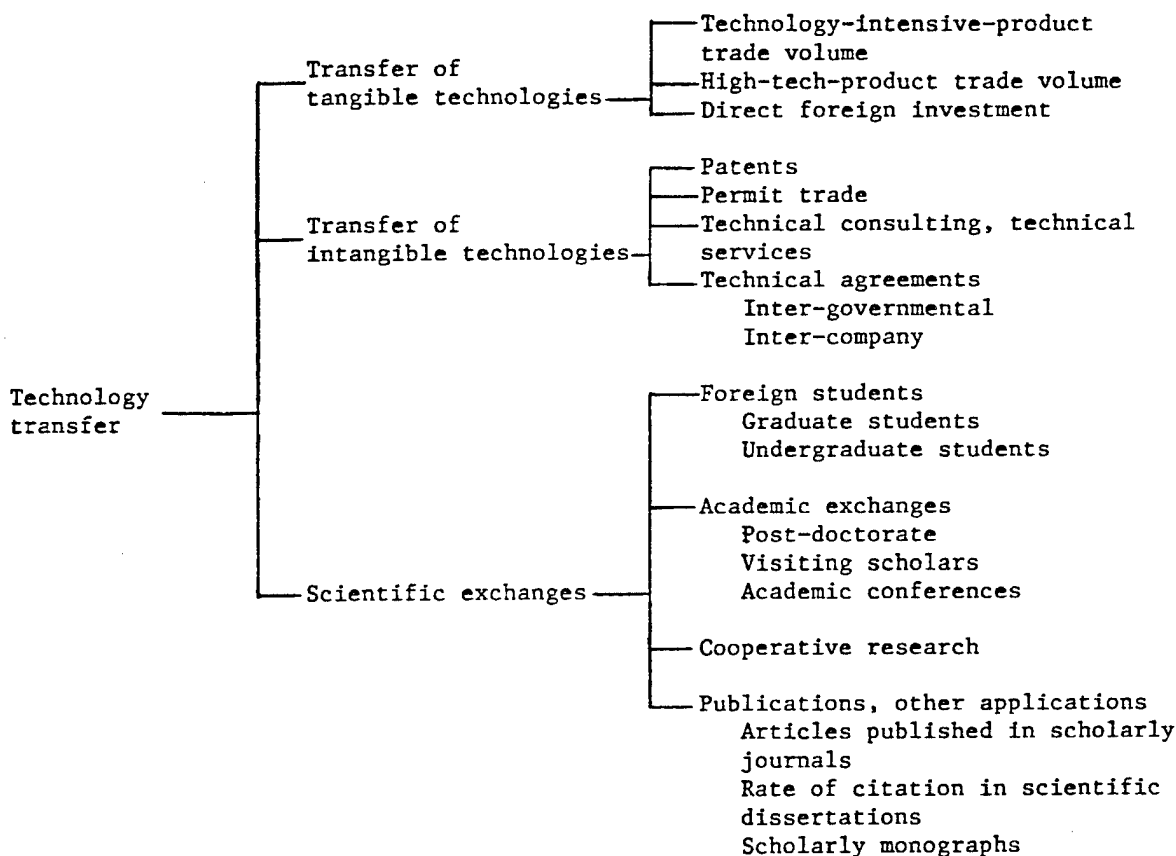 Technology-intensive-product
trade volume
Transfer of
tangible technologies
High-tech-product trade volume
Direct foreign investment
Patents
Permit trade
Transfer of
intangible technologies
Technical consulting, technical
services
Technical agreements
Inter-governmental
Inter-company
Technology
transfer
Foreign students
Graduate students
Undergraduate students
Academic exchanges
Post-doctorate
Visiting scholars
Academic conferences
Scientific exchanges
Cooperative research
Publications, other applications
Articles published in scholarly
journals
Rate of citation in scientific
dissertations
Scholarly monographs